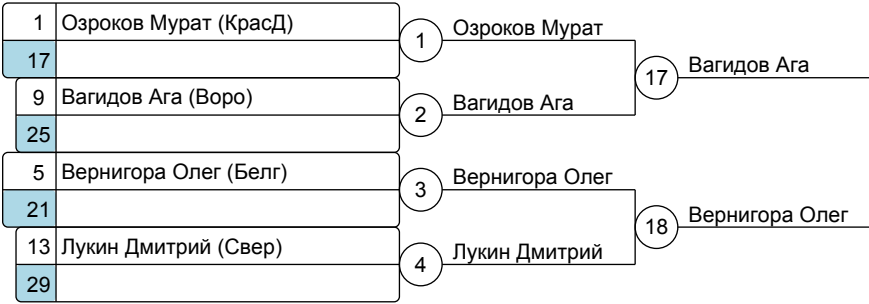 1 Озроков Мурат (КрасД)
17
9 Вагидов Ага (Воро)
25
5 Вернигора Олег (Белг)
21
13 Лукин Дмитрий (Свер)
29
1 Озроков Мурат
2 Вагидов Ага
3 Вернигора Олег
4 Лукин Дмитрий
17 Вагидов Ага
18 Вернигора Олег